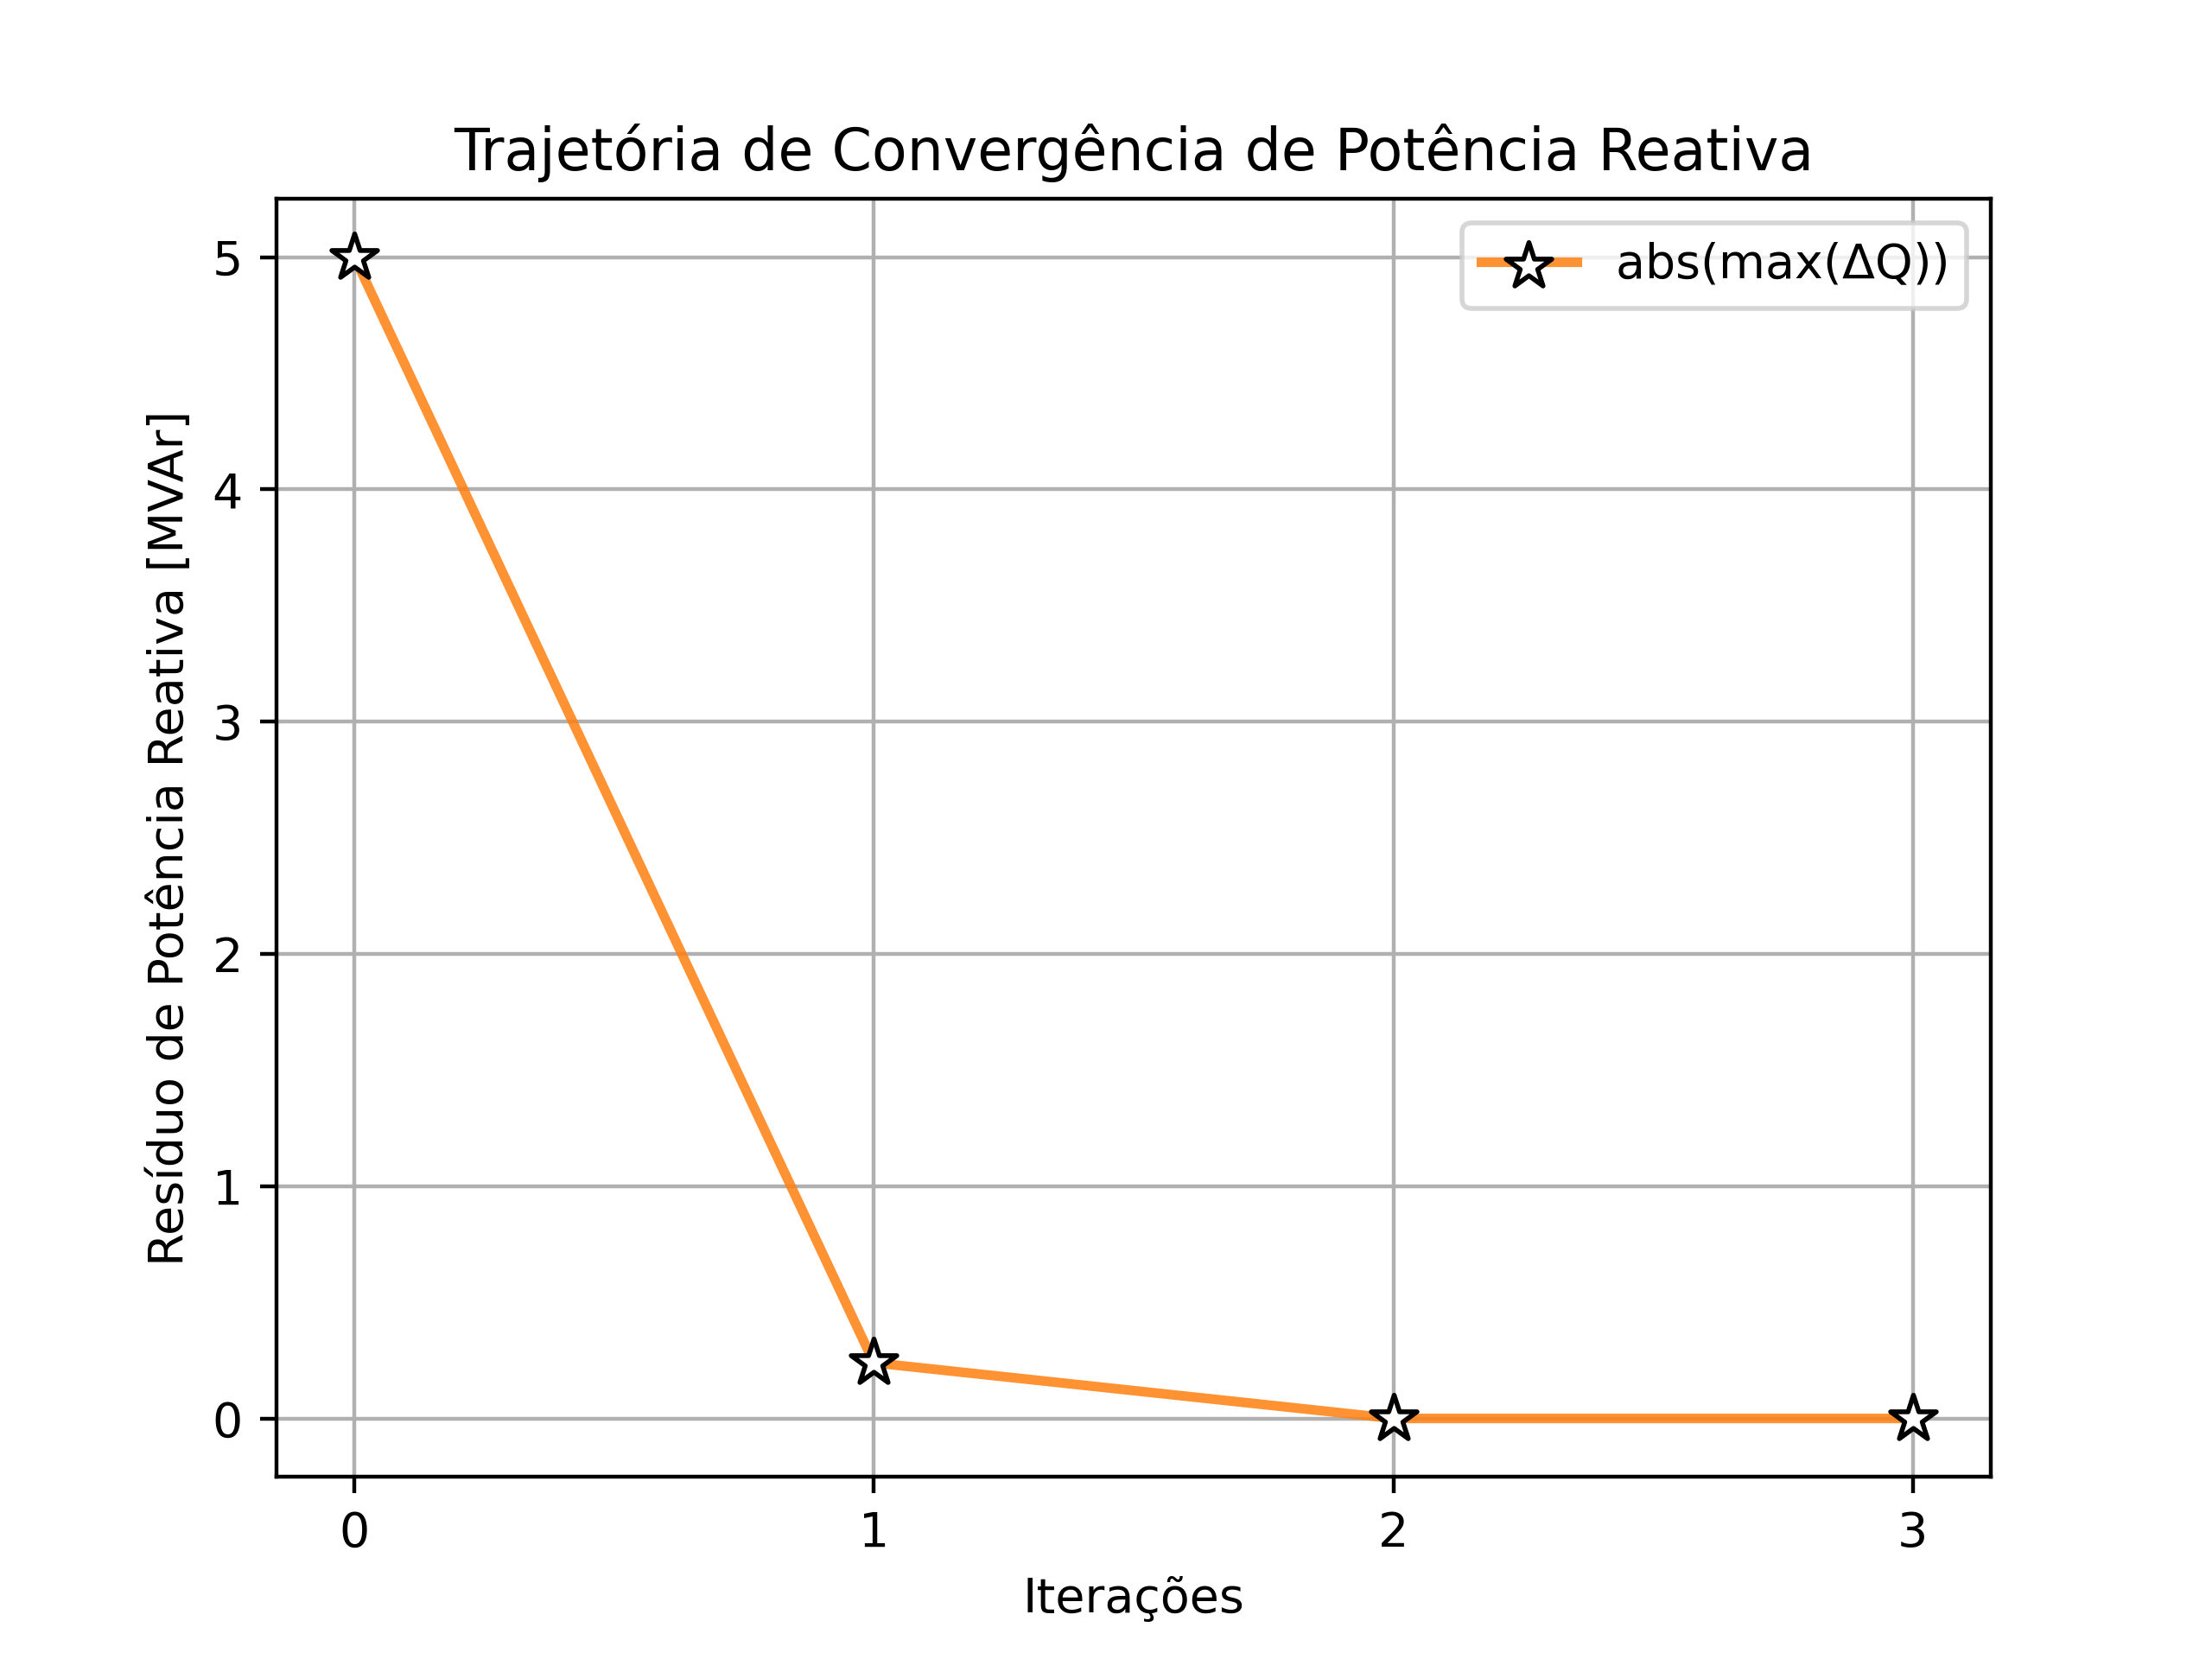 Trajetória de Convergência de Potência Reativa
abs(max(ΔQ))
Resíduo de Potência Reativa [MVAr]
5
4
3
2
1
0
0 1 2 3
Iterações